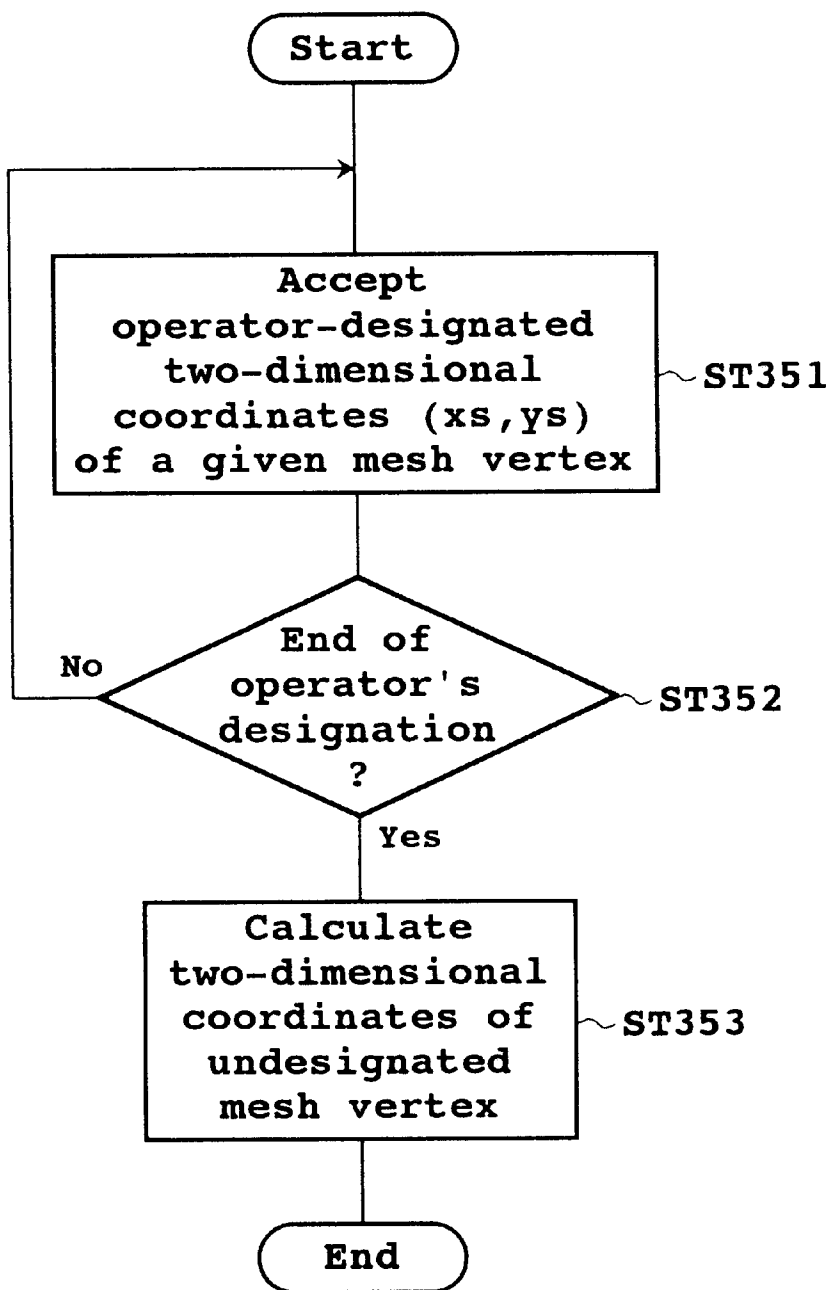 Start
Accept
operator-designated
two-dimensional
coordinates (xs,ys)
of a given mesh vertex
ST351
End of
operator's
designation
?
No
ST352
Yes
Calculate
two-dimensional
coordinates of
undesignated
mesh vertex
ST353
End